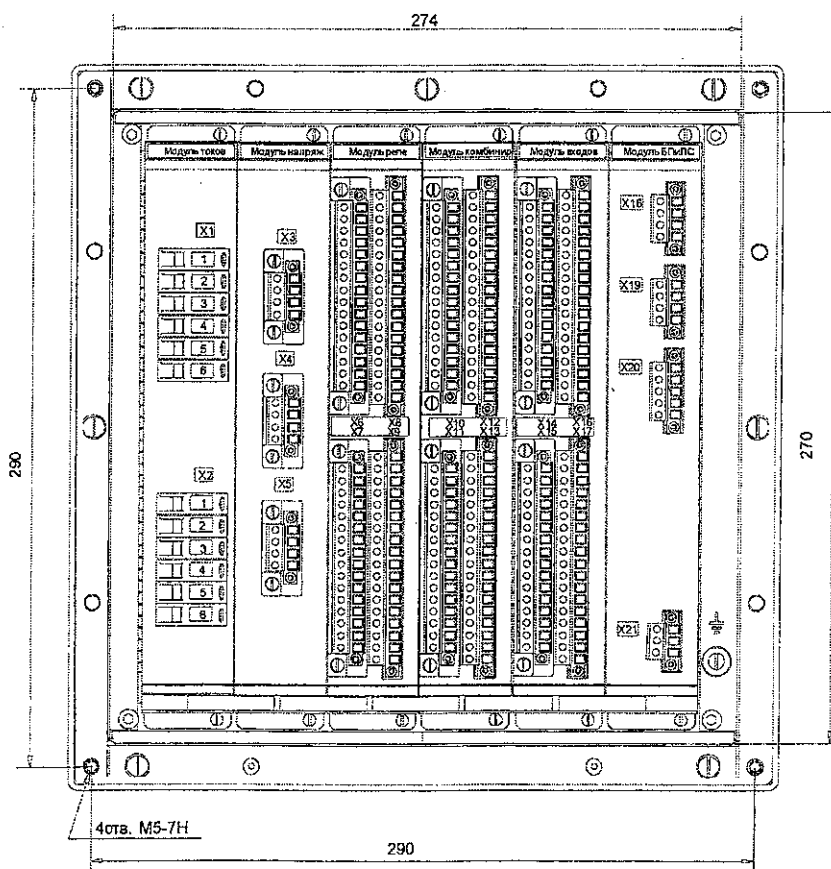 274
Модуль токов Модуль напряж Модуль реле Модуль комбинир Модуль входов Модуль БПиПС
X1
1
2
3
4
5
6
X2
1
2
3
4
5
6
X3
X4
X5
X6 X8
X7 X9
X10 X12
X11 X13
X14 X16
X15 X17
X18
X19
X20
X21
290
270
4отв. М5-7Н
290